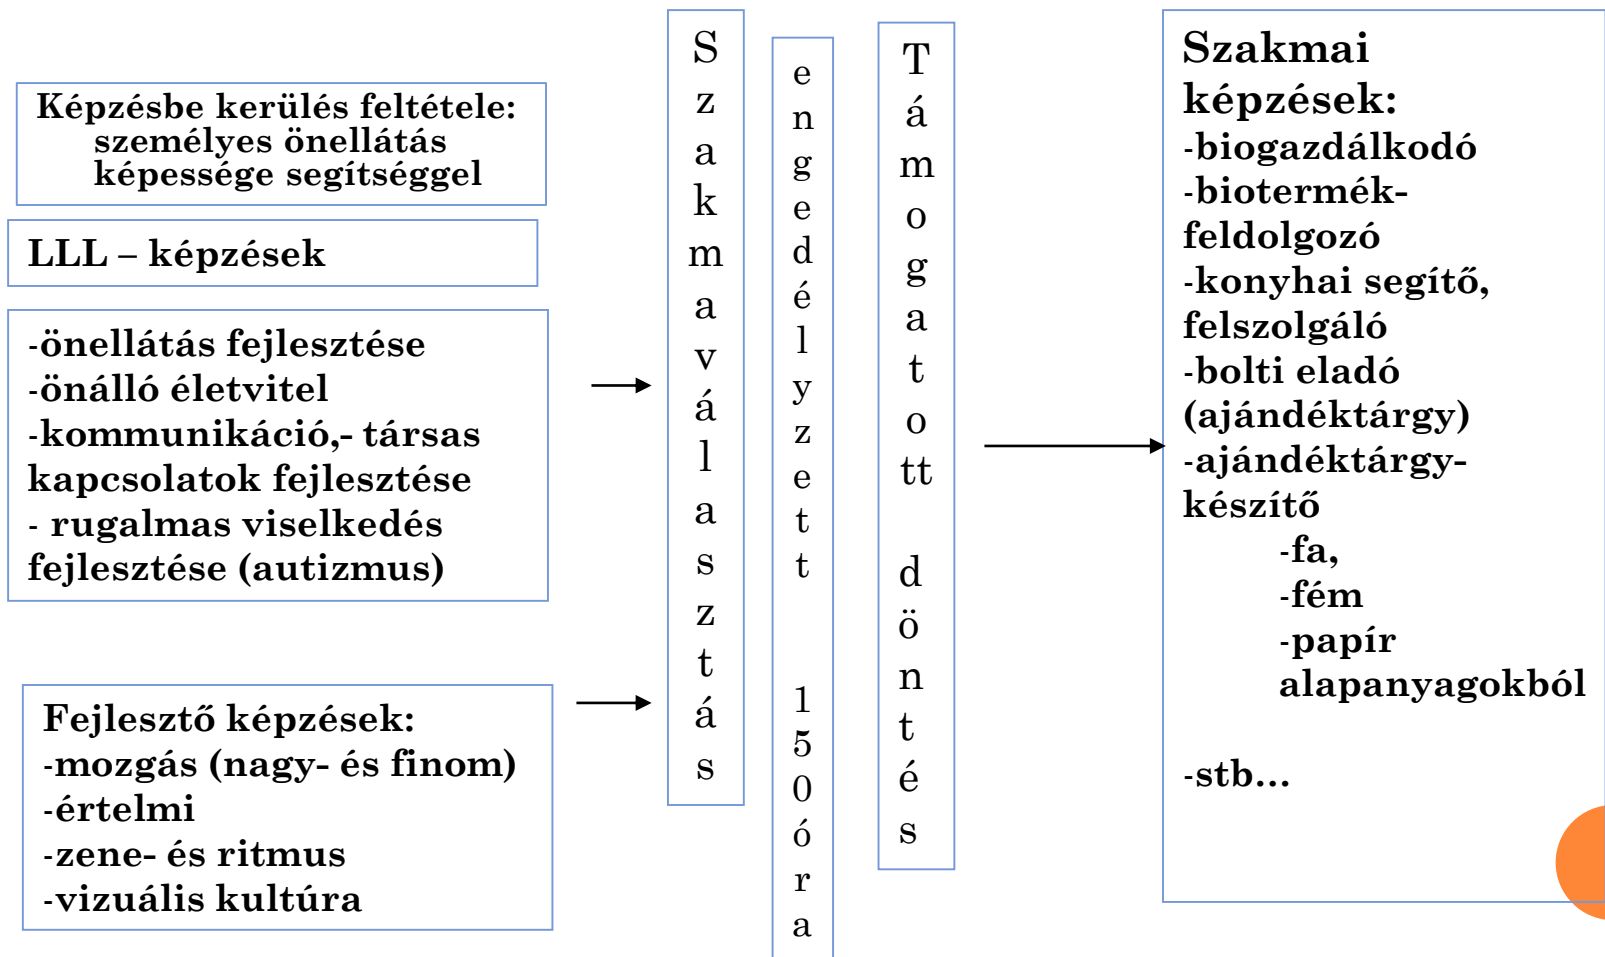 Képzésbe kerülés feltétele:
személyes önellátás
képessége segítséggel
LLL – képzések
-önellátás fejlesztése
-önálló életvitel
-kommunikáció,- társas
kapcsolatok fejlesztése
- rugalmas viselkedés
fejlesztése (autizmus)
Fejlesztő képzések:
-mozgás (nagy- és finom)
-értelmi
-zene- és ritmus
-vizuális kultúra
Szakmaválasztás
engedélyzett 150óra
Támogatott döntés
Szakmai
képzések:
-biogazdálkodó
-biotermék-
feldolgozó
-konyhai segítő,
felszolgáló
-bolti eladó
(ajándéktárgy)
-ajándéktárgy-
készítő
-fa,
-fém
-papír
alapanyagokból
-stb...